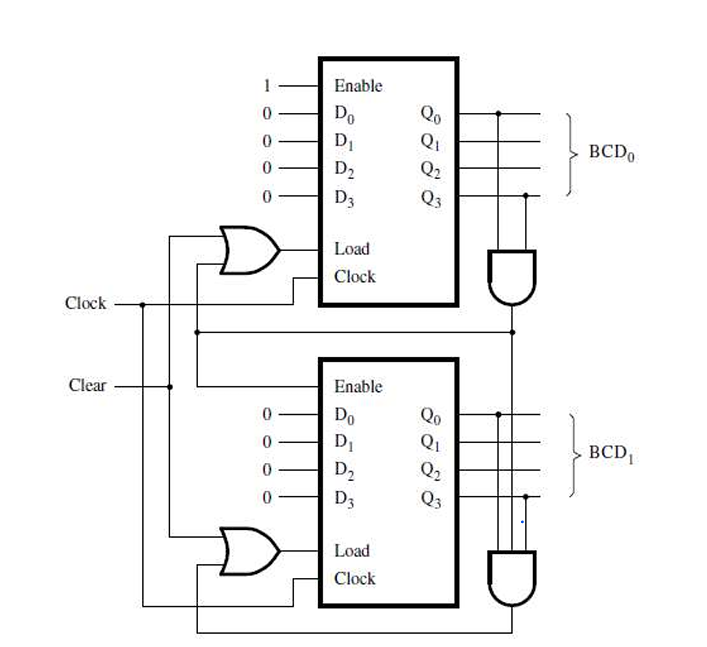 1 Enable
0 D0 Q0
0 D1 Q1 BCD0
0 D2 Q2
0 D3 Q3
Load
Clock
Clock
Clear Enable
0 D0 Q0
0 D1 Q1
0 D2 Q2 BCD1
0 D3 Q3
Load
Clock